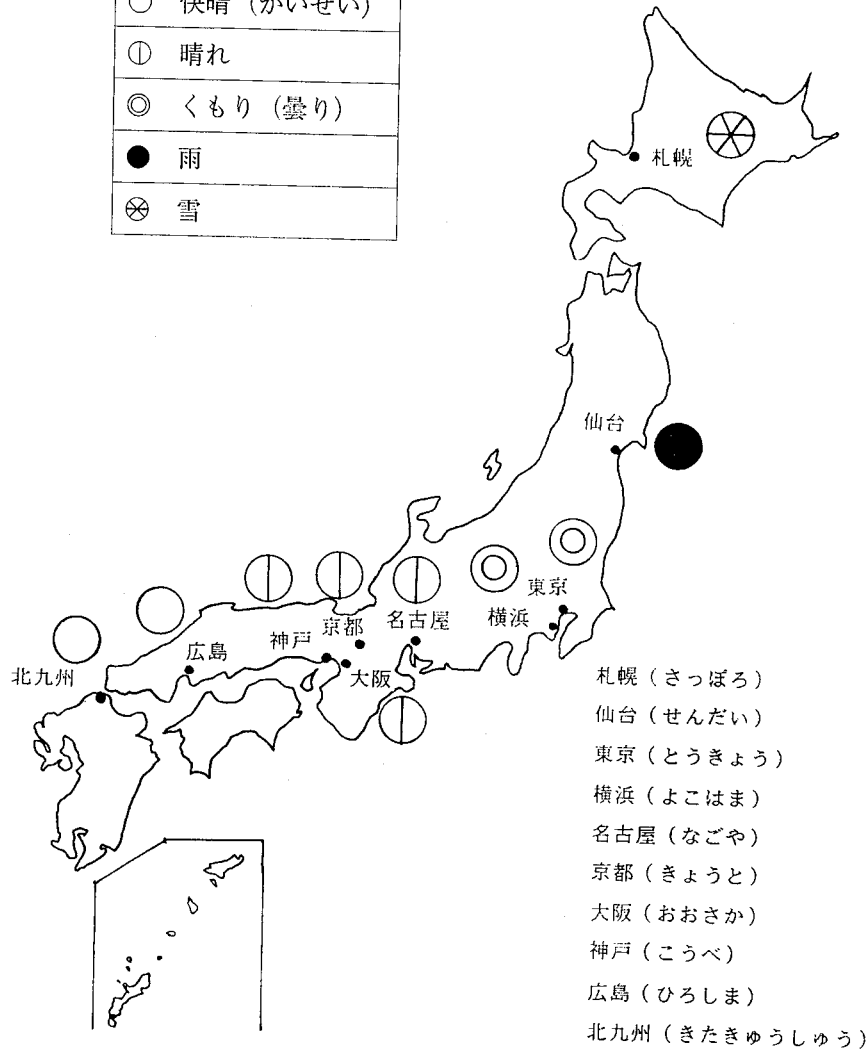 ○ 快晴（かいせい）
晴れ
◎ くもり（曇り）
● 雨
雪
札幌
仙台
東京
横浜
名古屋
京都
神戸
大阪
広島
北九州
札幌（さっぽろ）
仙台（せんだい）
東京（とうきょう）
横浜（よこはま）
名古屋（なごや）
京都（きょうと）
大阪（おおさか）
神戸（こうべ）
広島（ひろしま）
北九州（きたきゅうしゅう）